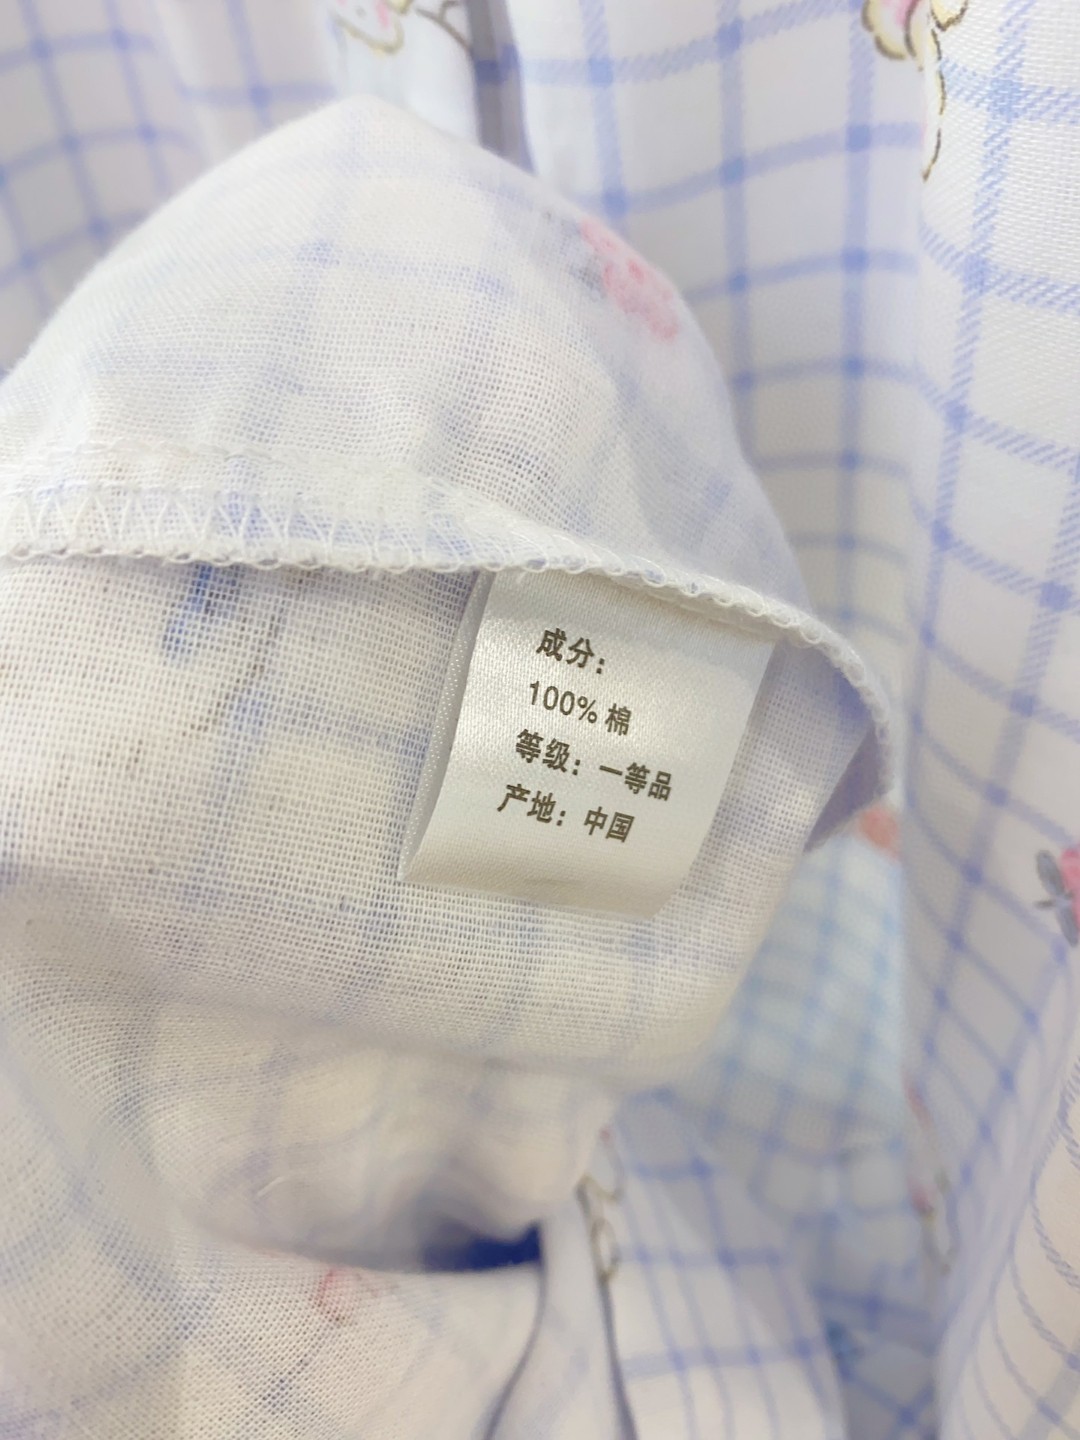 成分：
100% 棉
等级：一等品
产地：中国